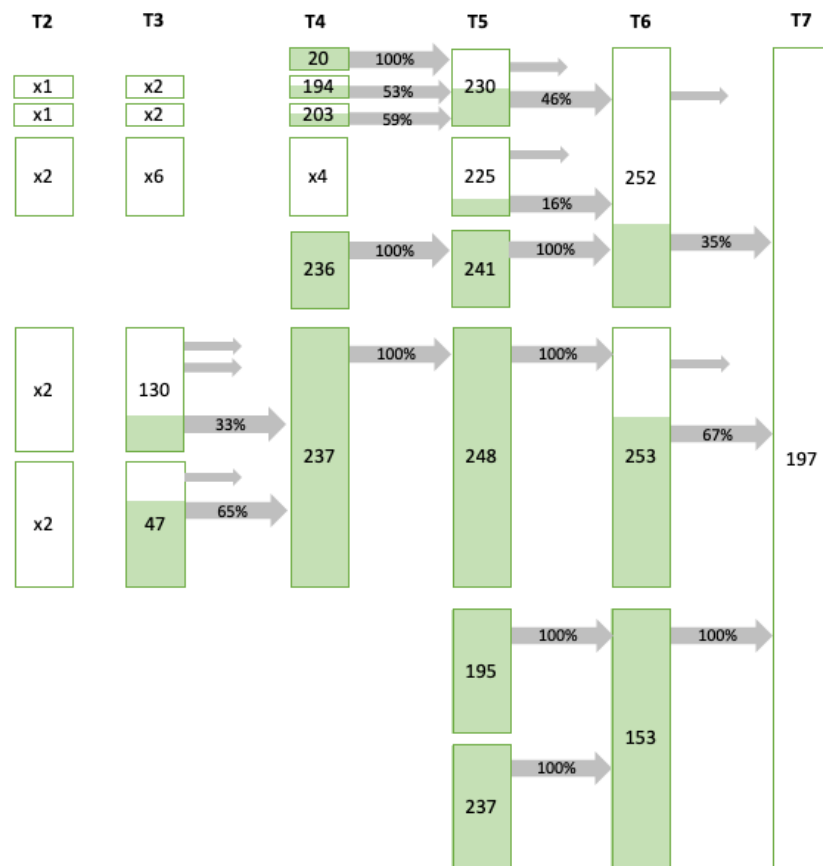 T2 T3 T4 T5 T6 T7
20 100%
x1 x2 194 53% 230 46%
x1 x2 203 59%
x2 x6 x4 225 16% 252
236 100% 241 100% 35%
100% 100%
x2 130 33% 237 248 253 67% 197
x2 47 65%
100% 100%
195
153
237 100%